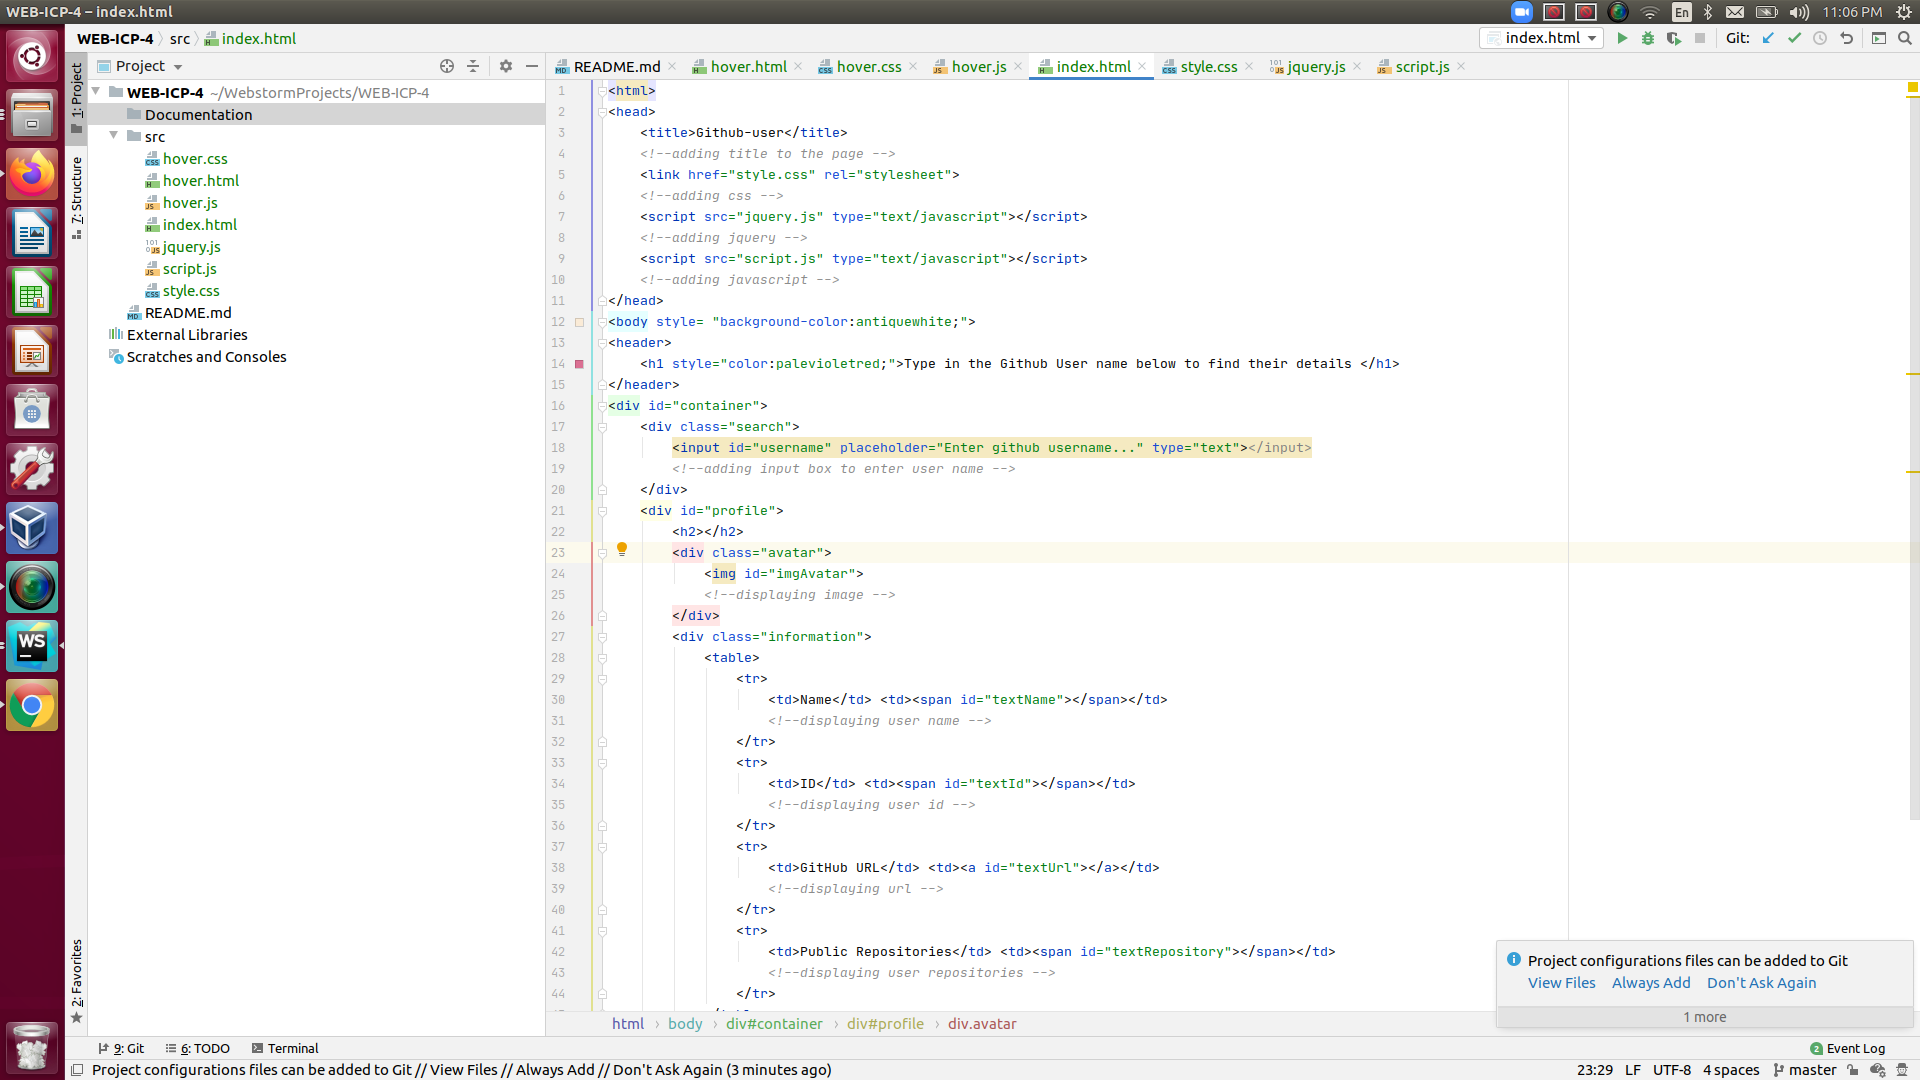 WEB-ICP-4 – index.html
En
11:06 PM
WEB-ICP-4
src
index.html
index.html
Git:
Project
README.md
hover.html
hover.css
hover.js
index.html
style.css
jquery.js
script.js
1: Project
7: Structure
2: Favorites
WEB-ICP-4 ~/WebstormProjects/WEB-ICP-4
Documentation
src
hover.css
hover.html
hover.js
index.html
jquery.js
script.js
style.css
README.md
External Libraries
Scratches and Consoles
1 <html>
2 <head>
3 <title>Github-user</title>
4 <!--adding title to the page -->
5 <link href="style.css" rel="stylesheet">
6 <!--adding css -->
7 <script src="jquery.js" type="text/javascript"></script>
8 <!--adding jquery -->
9 <script src="script.js" type="text/javascript"></script>
10 <!--adding javascript -->
11 </head>
12 <body style= "background-color:antiquewhite;">
13 <header>
14 <h1 style="color:palevioletred;">Type in the Github User name below to find their details </h1>
15 </header>
16 <div id="container">
17 <div class="search">
18 <input id="username" placeholder="Enter github username..." type="text"></input>
19 <!--adding input box to enter user name -->
20 </div>
21 <div id="profile">
22 <h2></h2>
23 <div class="avatar">
24 <img id="imgAvatar">
25 <!--displaying image -->
26 </div>
27 <div class="information">
28 <table>
29 <tr>
30 <td>Name</td> <td><span id="textName"></span></td>
31 <!--displaying user name -->
32 </tr>
33 <tr>
34 <td>ID</td> <td><span id="textId"></span></td>
35 <!--displaying user id -->
36 </tr>
37 <tr>
38 <td>GitHub URL</td> <td><a id="textUrl"></a></td>
39 <!--displaying url -->
40 </tr>
41 <tr>
42 <td>Public Repositories</td> <td><span id="textRepository"></span></td>
43 <!--displaying user repositories -->
44 </tr>
html › body › div#container › div#profile › div.avatar
Project configurations files can be added to Git
View Files Always Add Don't Ask Again
1 more
9: Git
6: TODO
Terminal
2 Event Log
Project configurations files can be added to Git // View Files // Always Add // Don't Ask Again (3 minutes ago)
23:29 LF UTF-8 4 spaces master
WS